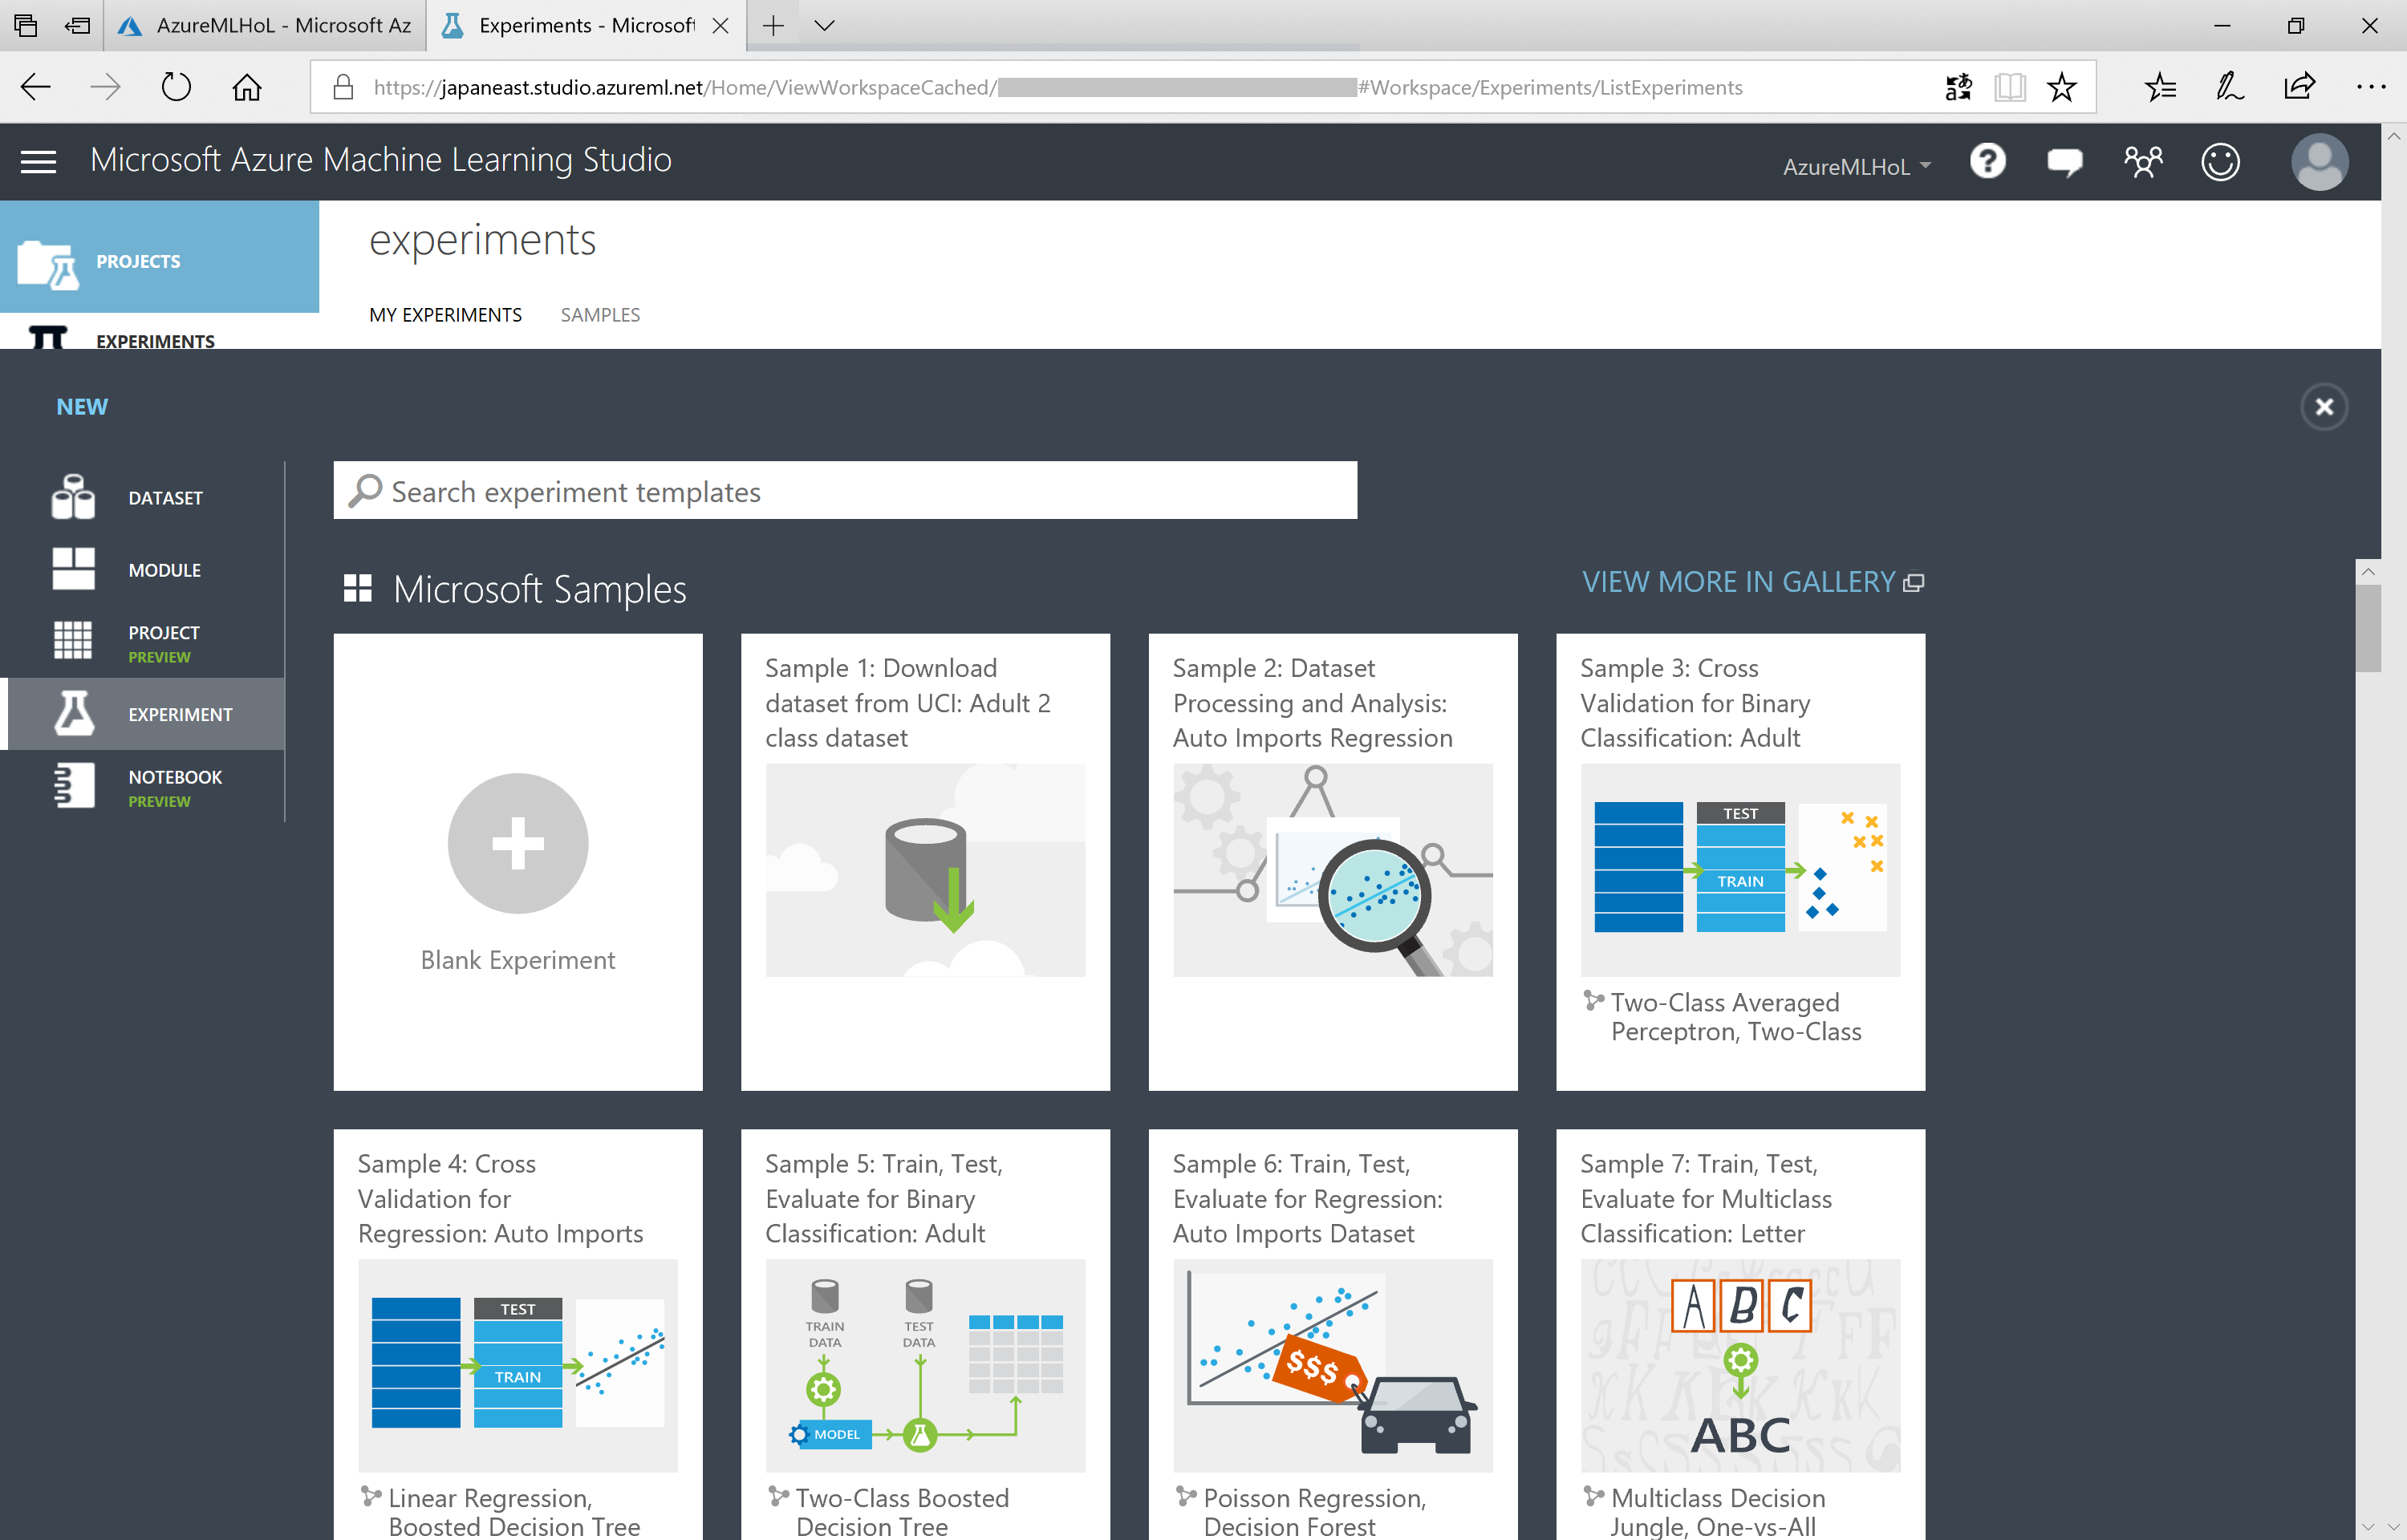 AzureMLHoL - Microsoft Az
Experiments - Microsoft
https://japaneast.studio.azureml.net/Home/ViewWorkspaceCached/
#Workspace/Experiments/ListExperiments
Microsoft Azure Machine Learning Studio
AzureMLHoL
PROJECTS
EXPERIMENTS
experiments
MY EXPERIMENTS
SAMPLES
NEW
DATASET
MODULE
PROJECT
PREVIEW
EXPERIMENT
NOTEBOOK
PREVIEW
Search experiment templates
Microsoft Samples
VIEW MORE IN GALLERY
Blank Experiment
Sample 1: Download
dataset from UCI: Adult 2
class dataset
Sample 2: Dataset
Processing and Analysis:
Auto Imports Regression
Sample 3: Cross
Validation for Binary
Classification: Adult
TEST
TRAIN
Two-Class Averaged
Perceptron, Two-Class
Sample 4: Cross
Validation for
Regression: Auto Imports
TEST
TRAIN
Linear Regression,
Boosted Decision Tree
Sample 5: Train, Test,
Evaluate for Binary
Classification: Adult
TRAIN
DATA
TEST
DATA
MODEL
Two-Class Boosted
Decision Tree
Sample 6: Train, Test,
Evaluate for Regression:
Auto Imports Dataset
$$$
Poisson Regression,
Decision Forest
Sample 7: Train, Test,
Evaluate for Multiclass
Classification: Letter
A B C
ABC
Multiclass Decision
Jungle, One-vs-All